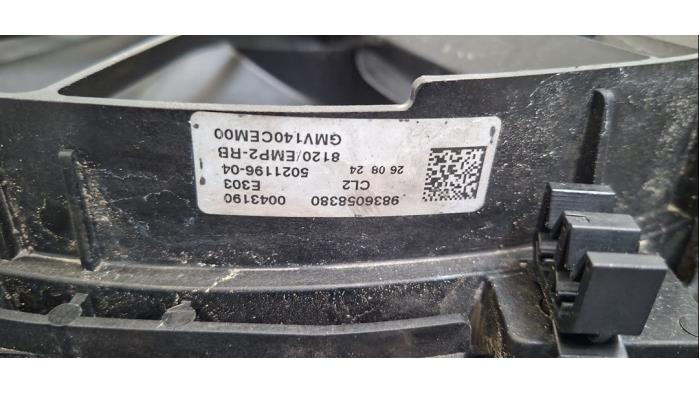 9836058380 0043190
CL2 E303
26 08 24 5021196-04
8120/EMP2-RB
GMV140CEM00